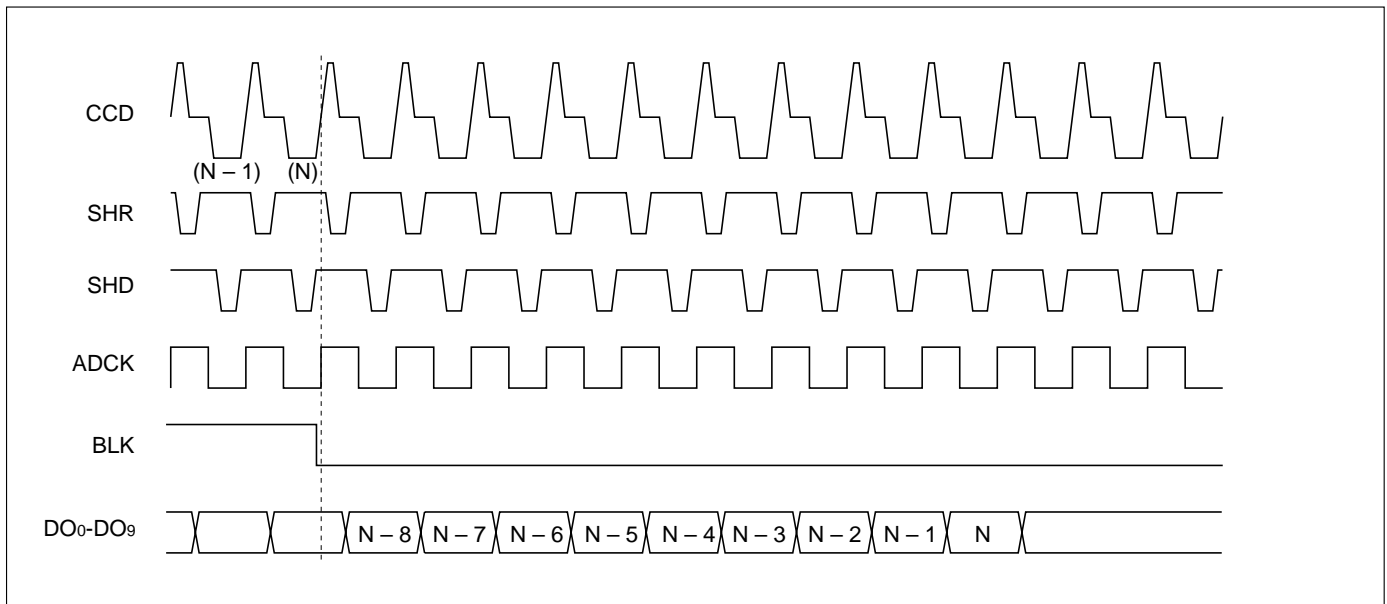 CCD
(N – 1) (N)
SHR
SHD
ADCK
BLK
DO0-DO9 N – 8 N – 7 N – 6 N – 5 N – 4 N – 3 N – 2 N – 1 N